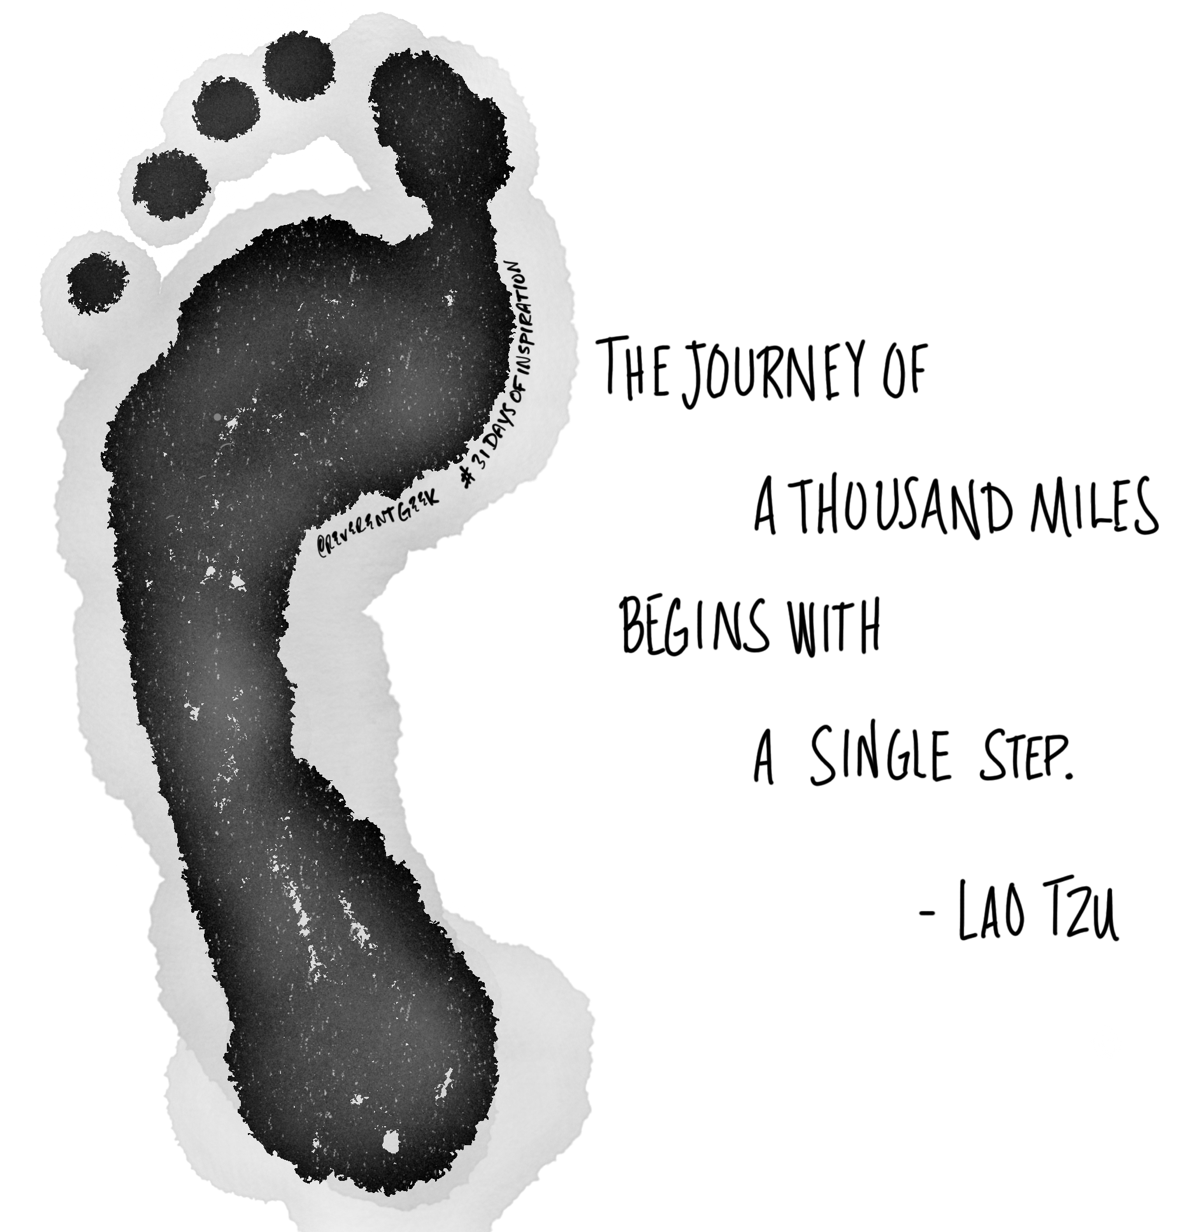 THE JOURNEY OF
A THOUSAND MILES
BEGINS WITH
A SINGLE STEP.
- LAO TZU
@REVERENTGEEK #31DAYSOFINSPIRATION